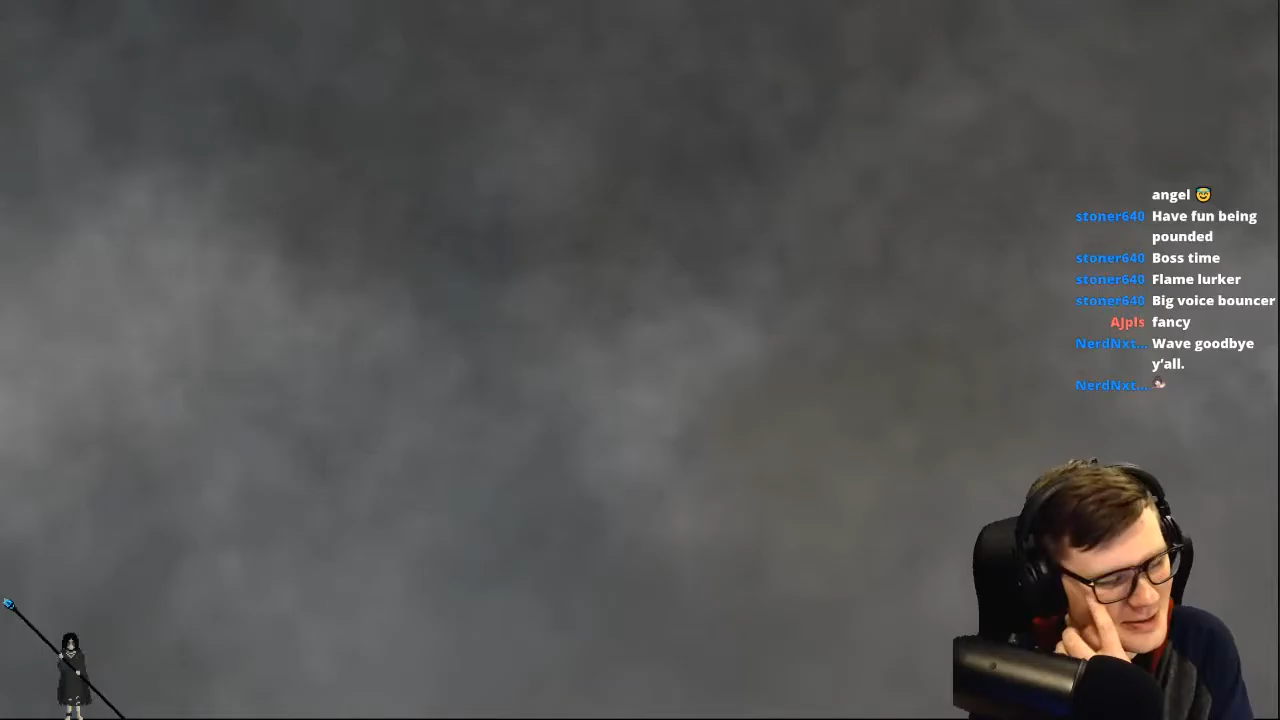 angel 😇
stoner640 Have fun being
pounded
stoner640 Boss time
stoner640 Flame lurker
stoner640 Big voice bouncer
AJpls fancy
NerdNxt... Wave goodbye
y'all.
NerdNxt...